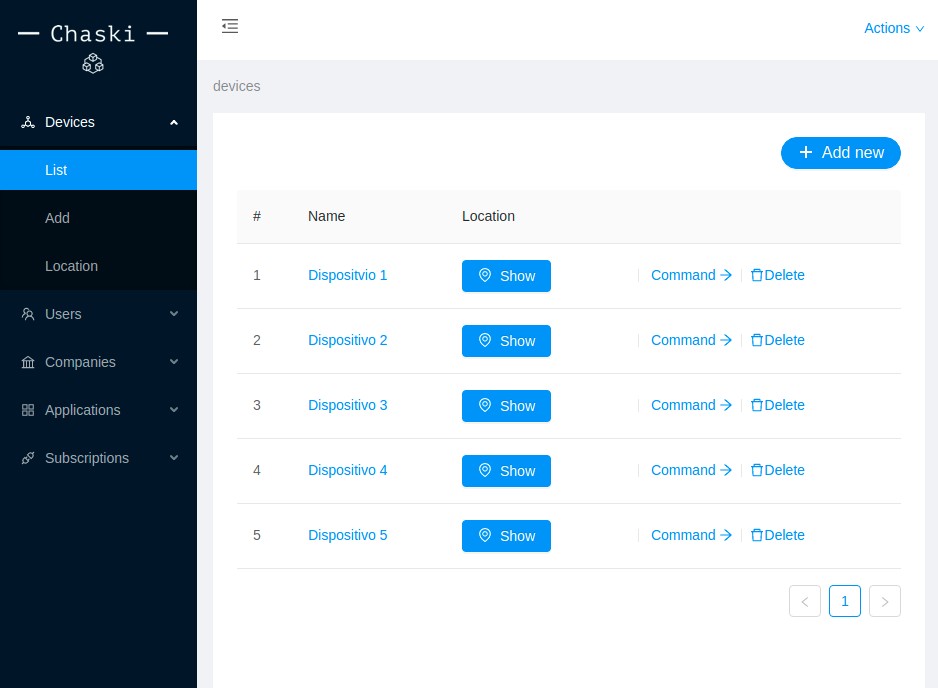 Chaski
Actions
devices
Devices
List
Add
Location
Users
Companies
Applications
Subscriptions
+ Add new
# Name Location
1 Dispositvio 1 Show Command → Delete
2 Dispositivo 2 Show Command → Delete
3 Dispositivo 3 Show Command → Delete
4 Dispositivo 4 Show Command → Delete
5 Dispositivo 5 Show Command → Delete
< 1 >